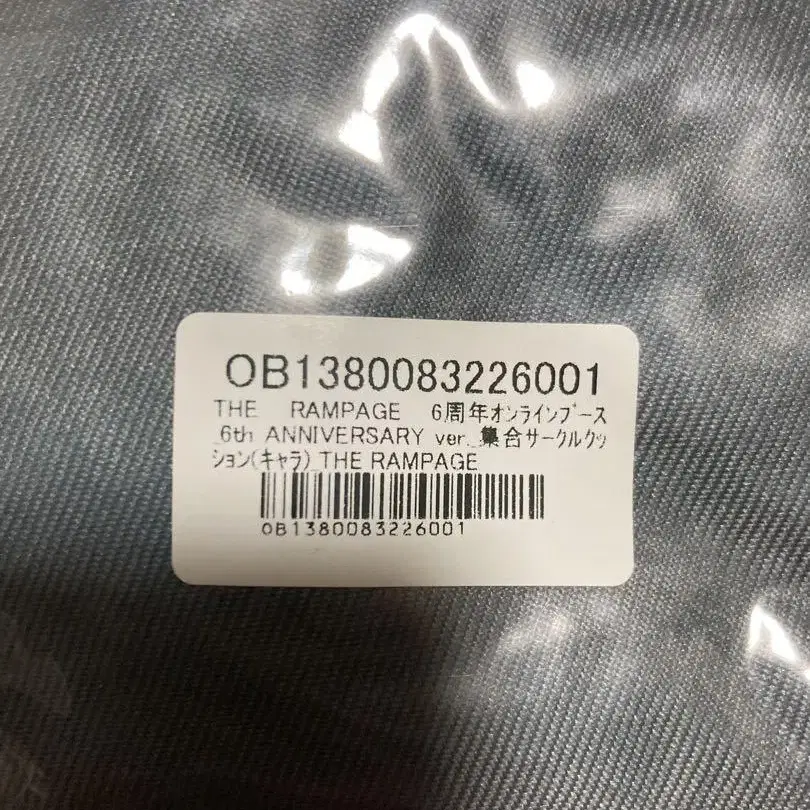 OB1380083226001
THE RAMPAGE 6周年オンラインブース
_6th ANNIVERSARY ver._集合サークルクッ
ション(キャラ)_THE RAMPAGE
OB1380083226001